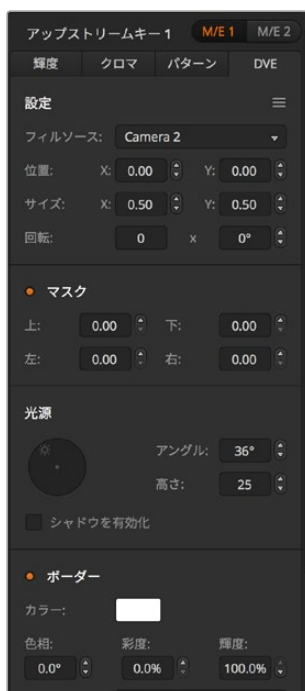 アップストリームキー 1 M/E 1 M/E 2
輝度 クロマ パターン DVE
設定
フィルソース: Camera 2
位置: X: 0.00 Y: 0.00
サイズ: X: 0.50 Y: 0.50
回転: 0 x 0°
マスク
上: 0.00 下: 0.00
左: 0.00 右: 0.00
光源
アングル: 36°
高さ: 25
シャドウを有効化
ボーダー
カラー:
色相: 彩度: 輝度:
0.0° 0.0% 100.0%